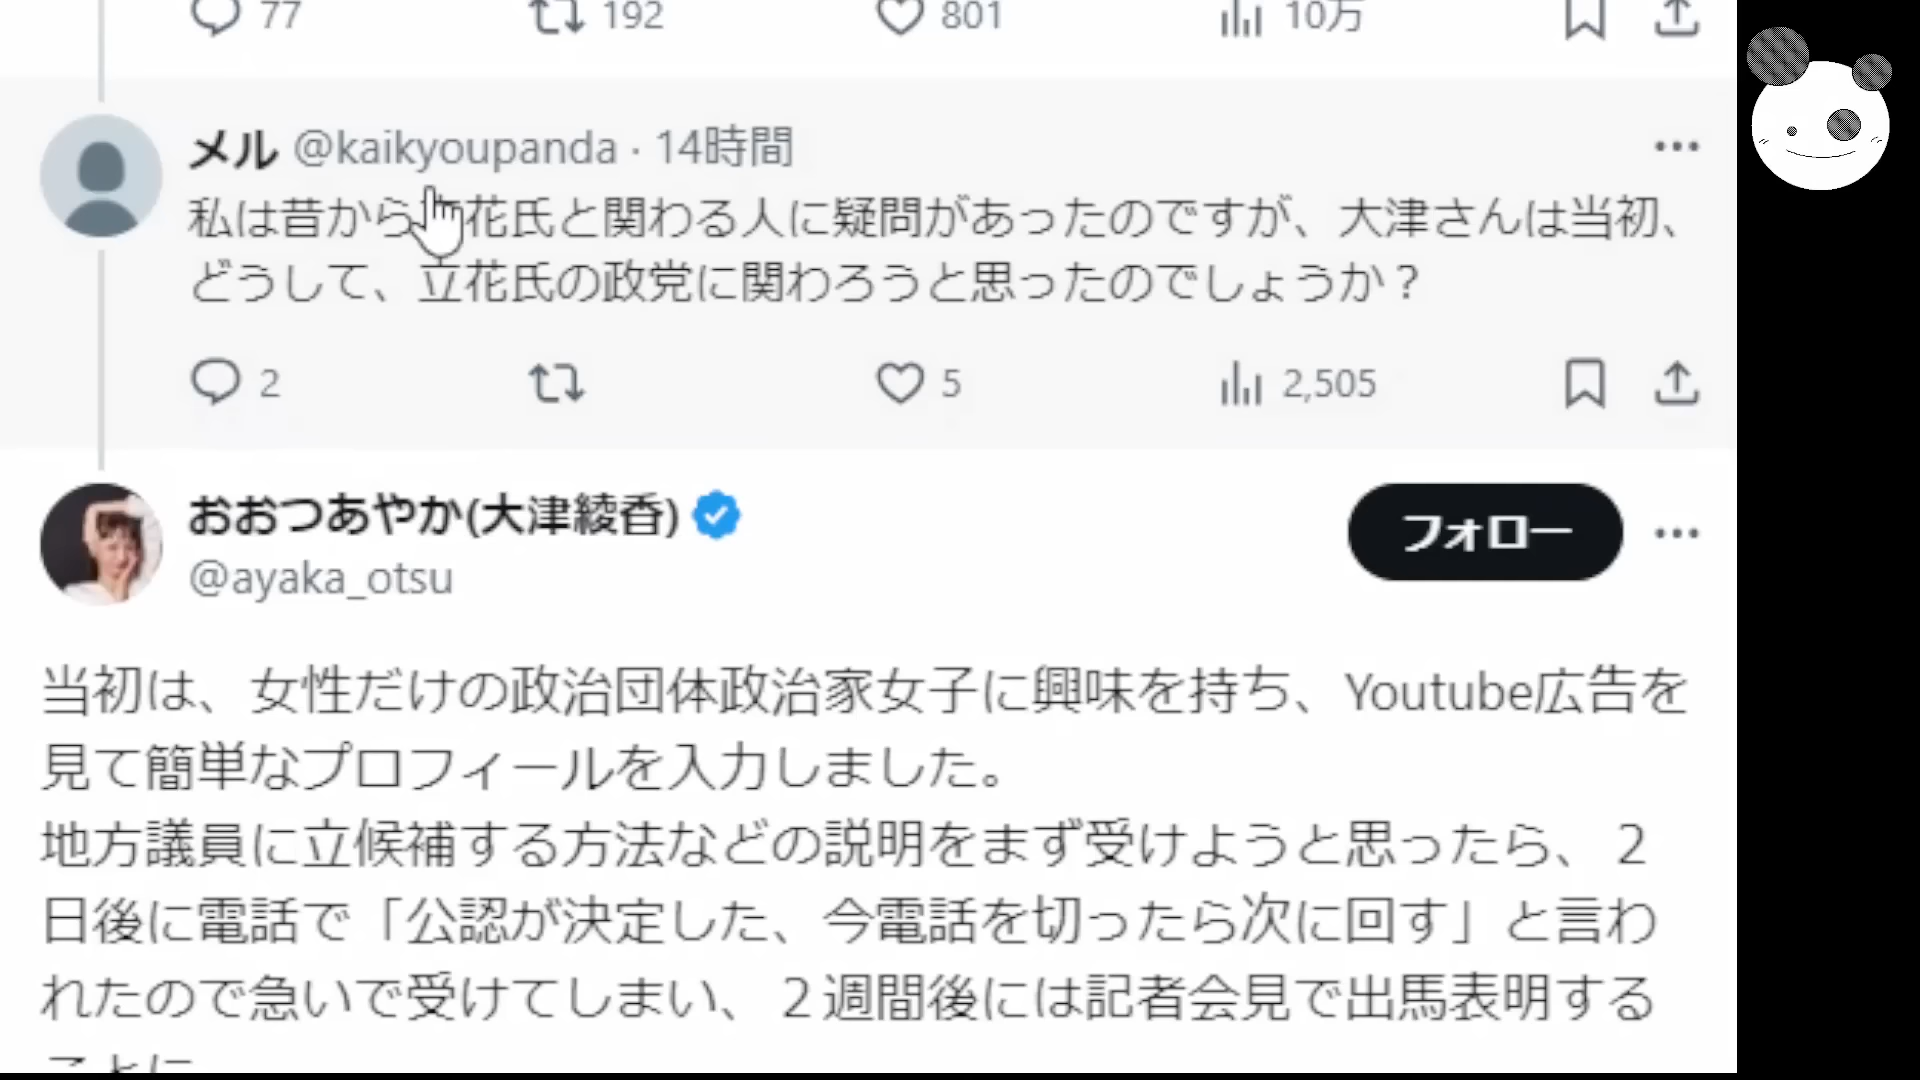 77 192 801 10万
メル @kaikyoupanda · 14時間
私は昔から 花氏と関わる人に疑問があったのですが、大津さんは当初、
どうして、立花氏の政党に関わろうと思ったのでしょうか？
2 5 2,505
おおつあやか(大津綾香)
@ayaka_otsu
フォロー
当初は、女性だけの政治団体政治家女子に興味を持ち、Youtube広告を
見て簡単なプロフィールを入力しました。
地方議員に立候補する方法などの説明をまず受けようと思ったら、２
日後に電話で「公認が決定した、今電話を切ったら次に回す」と言わ
れたので急いで受けてしまい、２週間後には記者会見で出馬表明する